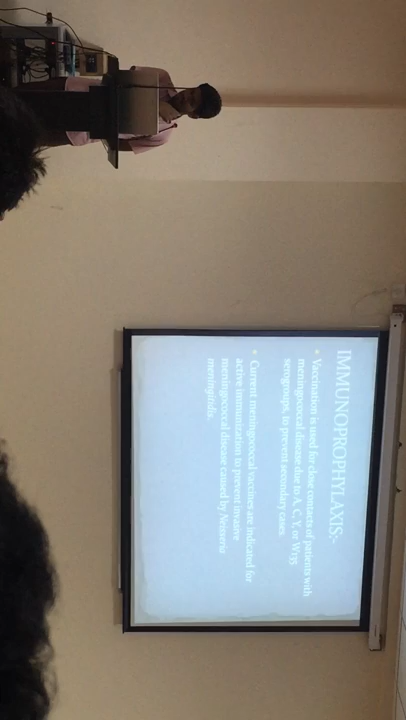 IMMUNOPROPHYLAXIS:-
Vaccination is used for close contacts of patients with
meningococcal disease due to A, C, Y, or W135
serogroups, to prevent secondary cases.
Current meningococcal vaccines are indicated for
active immunization to prevent invasive
meningococcal disease caused by Neisseria
meningitidis.